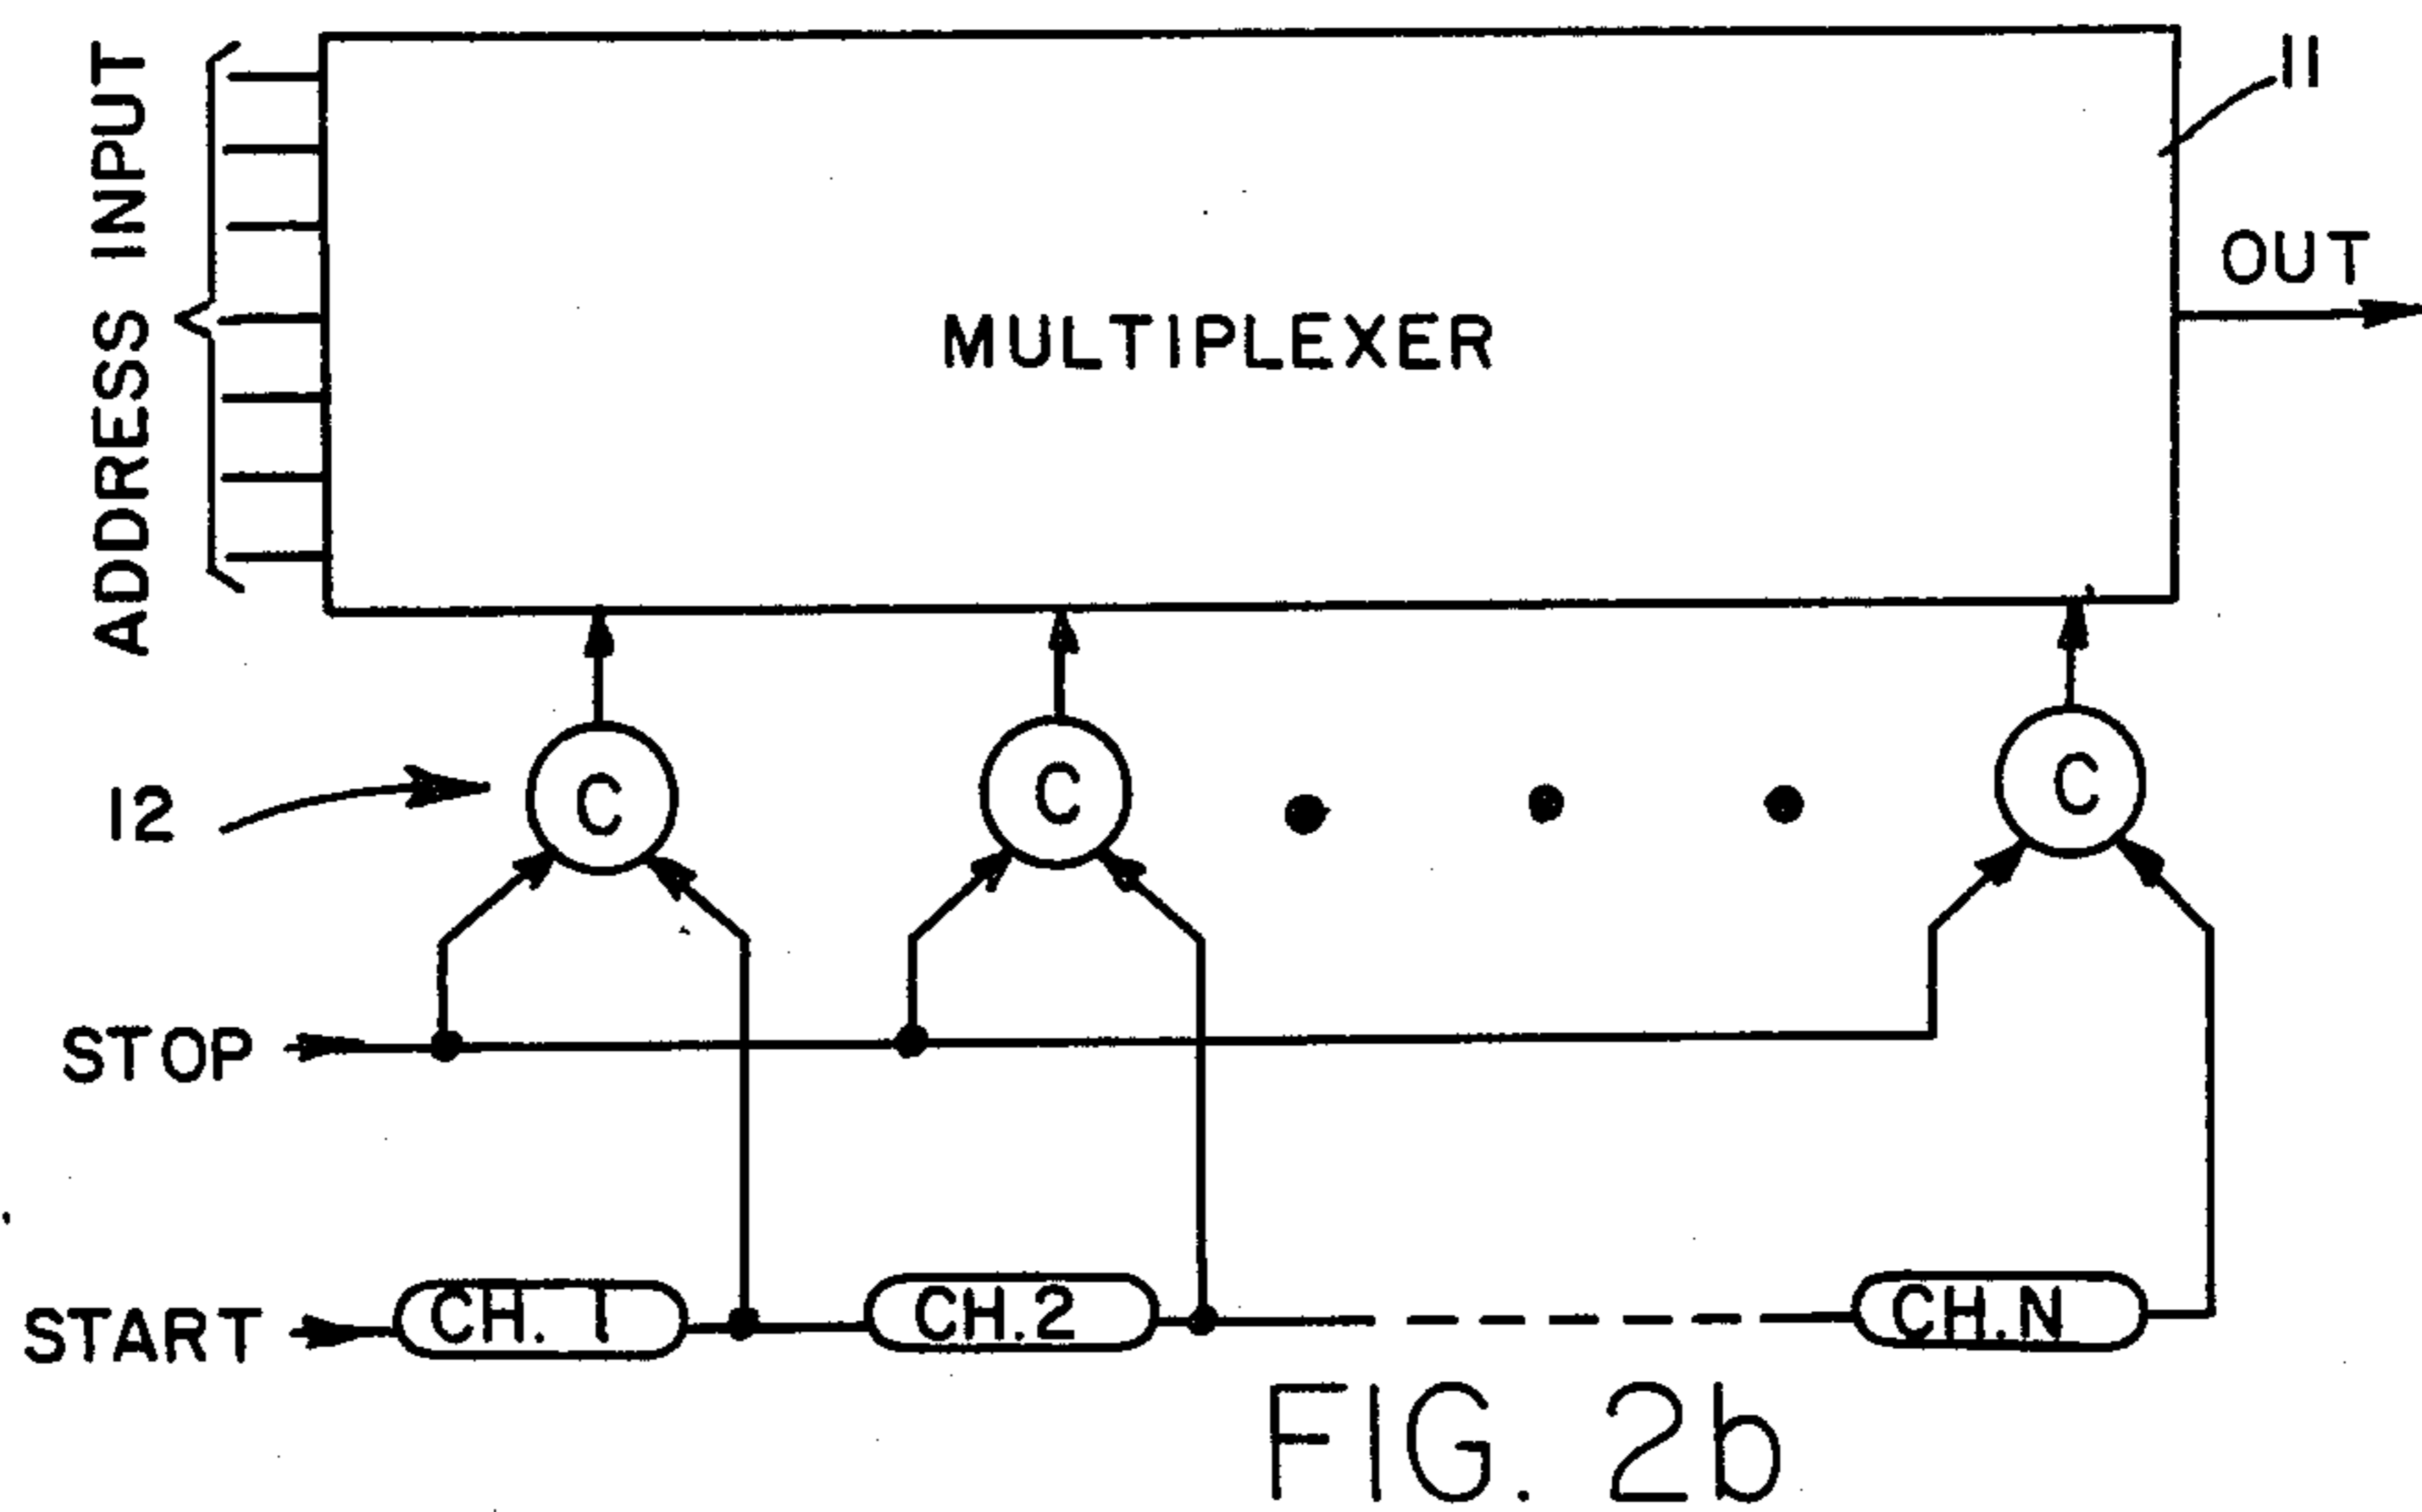 ADDRESS INPUT
11
OUT
MULTIPLEXER
12
C
C
C
STOP
START
CH. 1
CH.2
CH.N
FIG. 2b